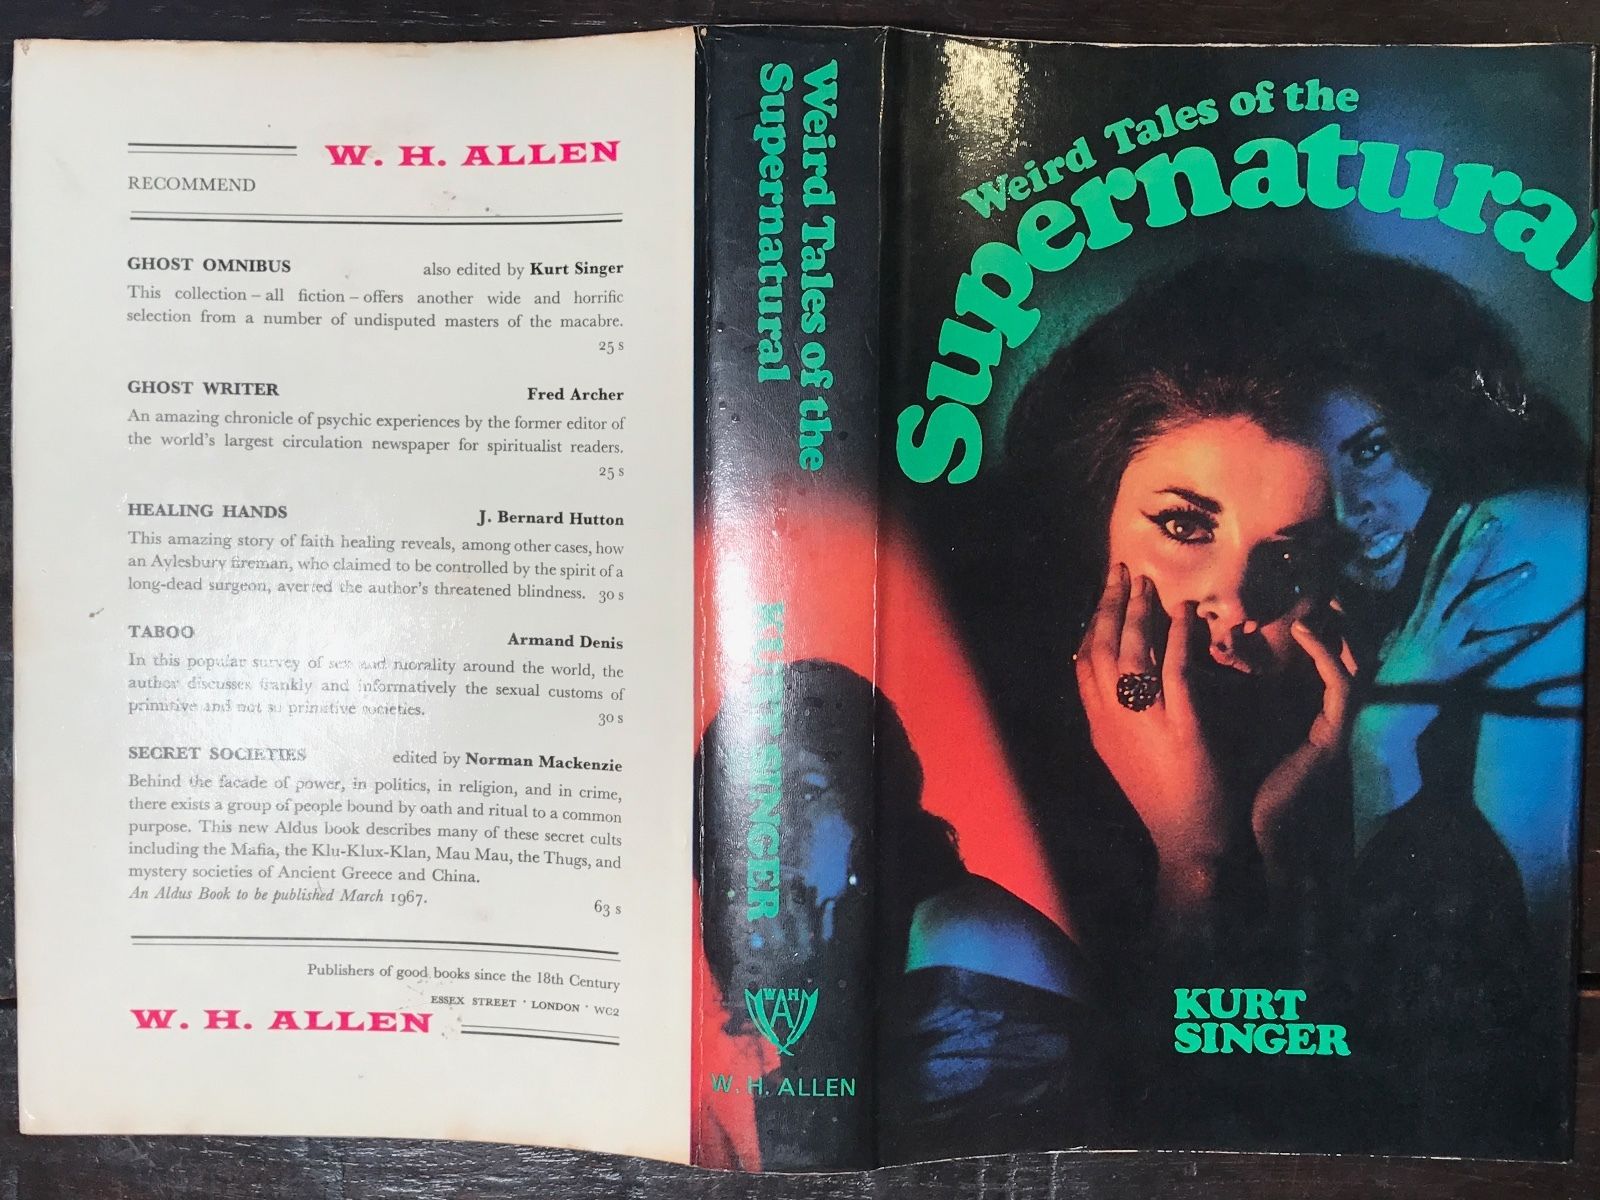 W. H. ALLEN
RECOMMEND
GHOST OMNIBUS also edited by Kurt Singer
This collection – all fiction – offers another wide and horrific
selection from a number of undisputed masters of the macabre.
25 s
GHOST WRITER Fred Archer
An amazing chronicle of psychic experiences by the former editor of
the world's largest circulation newspaper for spiritualist readers.
25 s
HEALING HANDS J. Bernard Hutton
This amazing story of faith healing reveals, among other cases, how
an Aylesbury fireman, who claimed to be controlled by the spirit of a
long-dead surgeon, averted the author's threatened blindness. 30 s
TABOO Armand Denis
In this popular survey of sex and morality around the world, the
author discusses frankly and informatively the sexual customs of
primitive and not so primitive societies.
30 s
SECRET SOCIETIES edited by Norman Mackenzie
Behind the facade of power, in politics, in religion, and in crime,
there exists a group of people bound by oath and ritual to a common
purpose. This new Aldus book describes many of these secret cults
including the Mafia, the Klu-Klux-Klan, Mau Mau, the Thugs, and
mystery societies of Ancient Greece and China.
An Aldus Book to be published March 1967.
63 s
Publishers of good books since the 18th Century
ESSEX STREET · LONDON · WC2
W. H. ALLEN
Weird Tales of the
Supernatural
KURT SINGER
WHA
W. H. ALLEN
Weird Tales of the
Supernatural
KURT
SINGER